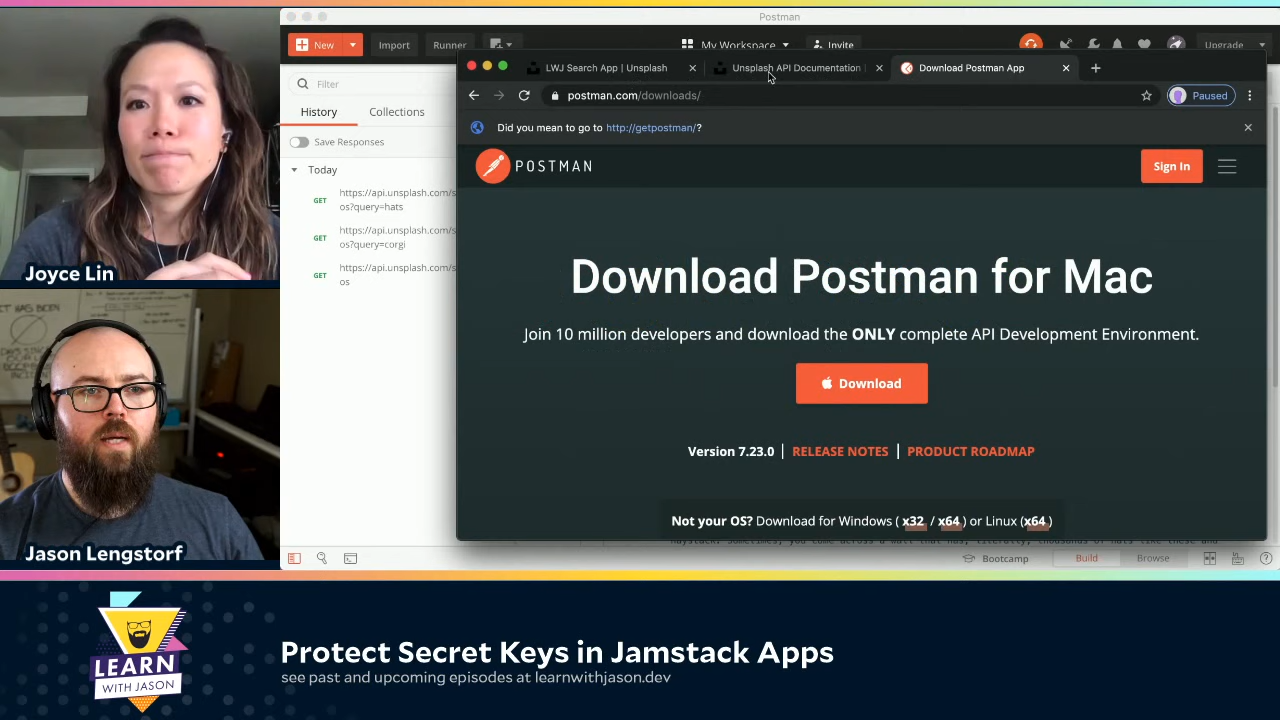 Postman
New
Import
Runner
My Workspace
Invite
Upgrade
Filter
History
Collections
Save Responses
Today
GET
https://api.unsplash.com/s
os?query=hats
GET
https://api.unsplash.com/s
os?query=corgi
GET
https://api.unsplash.com/s
os
LWJ Search App | Unsplash
Unsplash API Documentation
Download Postman App
postman.com/downloads/
Paused
Did you mean to go to http://getpostman/?
POSTMAN
Sign In
Download Postman for Mac
Join 10 million developers and download the ONLY complete API Development Environment.
Download
Version 7.23.0 | RELEASE NOTES | PRODUCT ROADMAP
Not your OS? Download for Windows ( x32 / x64 ) or Linux (x64 )
Bootcamp
Build
Browse
Joyce Lin
Jason Lengstorf
LEARN
WITH JASON
Protect Secret Keys in Jamstack Apps
see past and upcoming episodes at learnwithjason.dev